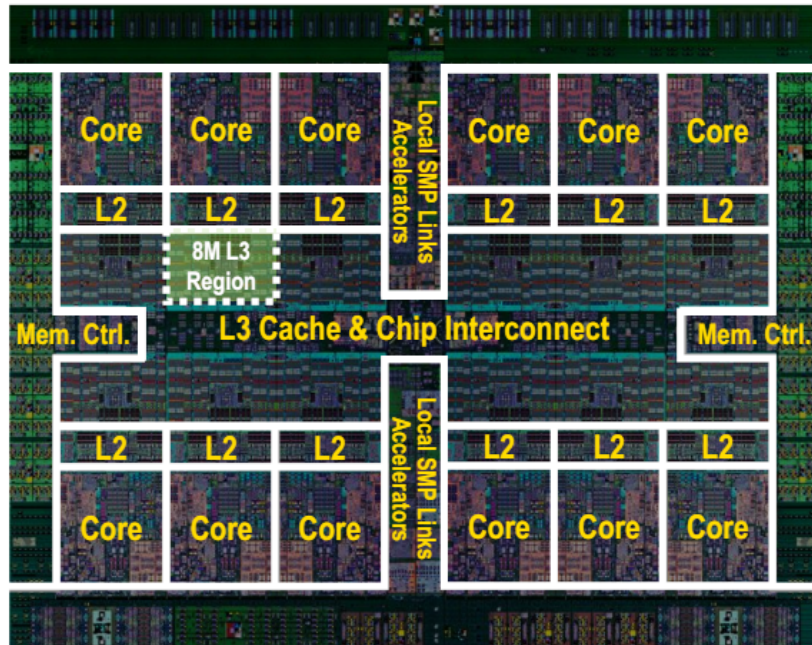 Core Core Core Core Core Core
L2 L2 L2 L2 L2 L2
Local SMP Links
Accelerators
8M L3
Region
Mem. Ctrl. L3 Cache & Chip Interconnect Mem. Ctrl.
Local SMP Links
Accelerators
L2 L2 L2 L2 L2 L2
Core Core Core Core Core Core